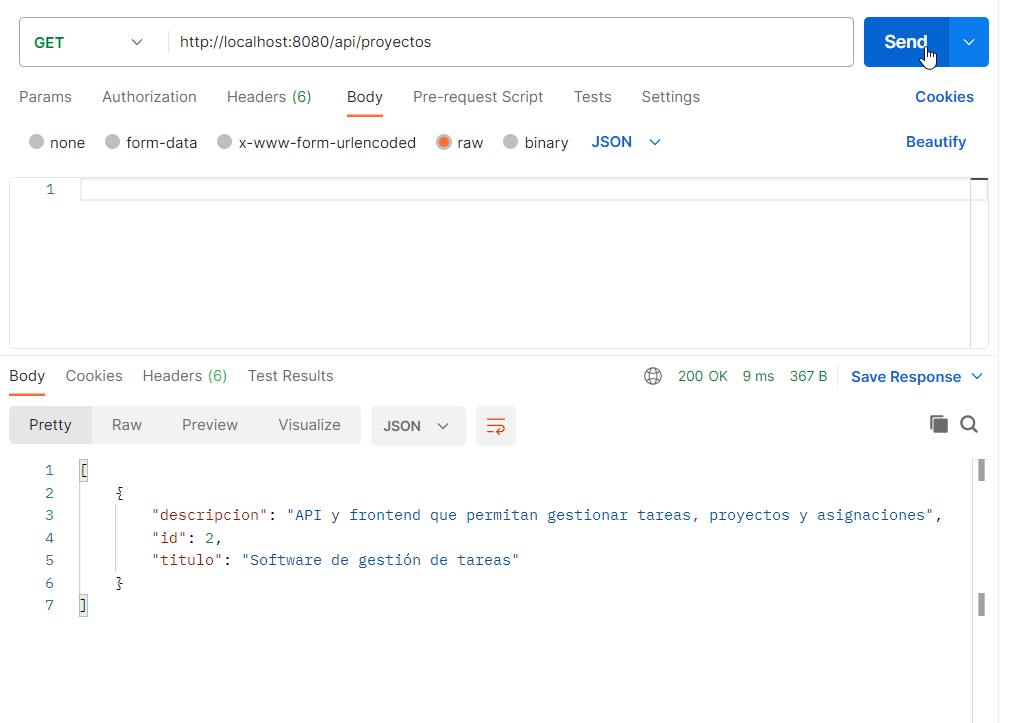 GET http://localhost:8080/api/proyectos Send
Params Authorization Headers (6) Body Pre-request Script Tests Settings Cookies
none form-data x-www-form-urlencoded raw binary JSON Beautify
1
Body Cookies Headers (6) Test Results 200 OK 9 ms 367 B Save Response
Pretty Raw Preview Visualize JSON
1 [
2 {
3 "descripcion": "API y frontend que permitan gestionar tareas, proyectos y asignaciones",
4 "id": 2,
5 "titulo": "Software de gestión de tareas"
6 }
7 ]